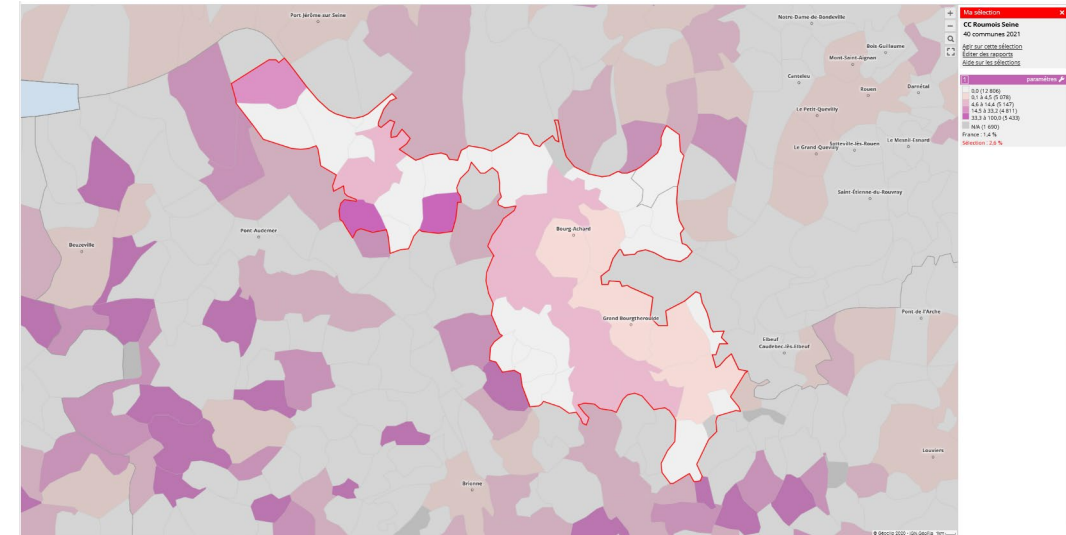 Port Jérôme sur Seine
Notre-Dame-de-Bondeville
Bois Guillaume
Mont-Saint-Aignan
Canteleu
Rouen
Darnétal
Le Petit-Quevilly
Le Grand Quevilly
Sotteville-lès-Rouen
Le Mesnil-Esnard
Saint-Étienne-du-Rouvray
Pont Audemer
Beuzeville
Bourg-Achard
Grand Bourgtheroulde
Pont-de-l'Arche
Elbeuf
Caudebec-lès-Elbeuf
Louviers
Brionne
+
−
Ma sélection
×
CC Roumois Seine
40 communes 2021
Agir sur cette sélection
Éditer des rapports
Aide sur les sélections
paramètres
0,0 (12 806)
0,1 à 4,5 (5 078)
4,6 à 14,4 (5 147)
14,5 à 33,2 (4 811)
33,3 à 100,0 (5 433)
N/A (1 690)
France : 1,4 %
Sélection : 2,6 %
© Géoclip 2020 - IGN GéoFla